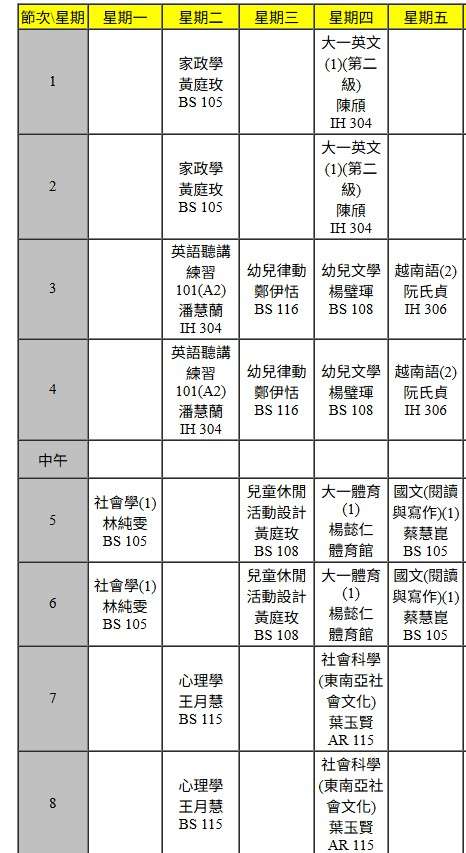 節次\星期 星期一 星期二 星期三 星期四 星期五
1
家政學
黃庭玫
BS 105
大一英文
(1)(第二
級)
陳頎
IH 304
2
家政學
黃庭玫
BS 105
大一英文
(1)(第二
級)
陳頎
IH 304
3
英語聽講
練習
101(A2)
潘慧蘭
IH 304
幼兒律動
鄭伊恬
BS 116
幼兒文學
楊璧琿
BS 108
越南語(2)
阮氏貞
IH 306
4
英語聽講
練習
101(A2)
潘慧蘭
IH 304
幼兒律動
鄭伊恬
BS 116
幼兒文學
楊璧琿
BS 108
越南語(2)
阮氏貞
IH 306
中午
5
社會學(1)
林純雯
BS 105
兒童休閒
活動設計
黃庭玫
BS 108
大一體育
(1)
楊懿仁
體育館
國文(閱讀
與寫作)(1)
蔡慧崑
BS 105
6
社會學(1)
林純雯
BS 105
兒童休閒
活動設計
黃庭玫
BS 108
大一體育
(1)
楊懿仁
體育館
國文(閱讀
與寫作)(1)
蔡慧崑
BS 105
7
心理學
王月慧
BS 115
社會科學
(東南亞社
會文化)
葉玉賢
AR 115
8
心理學
王月慧
BS 115
社會科學
(東南亞社
會文化)
葉玉賢
AR 115